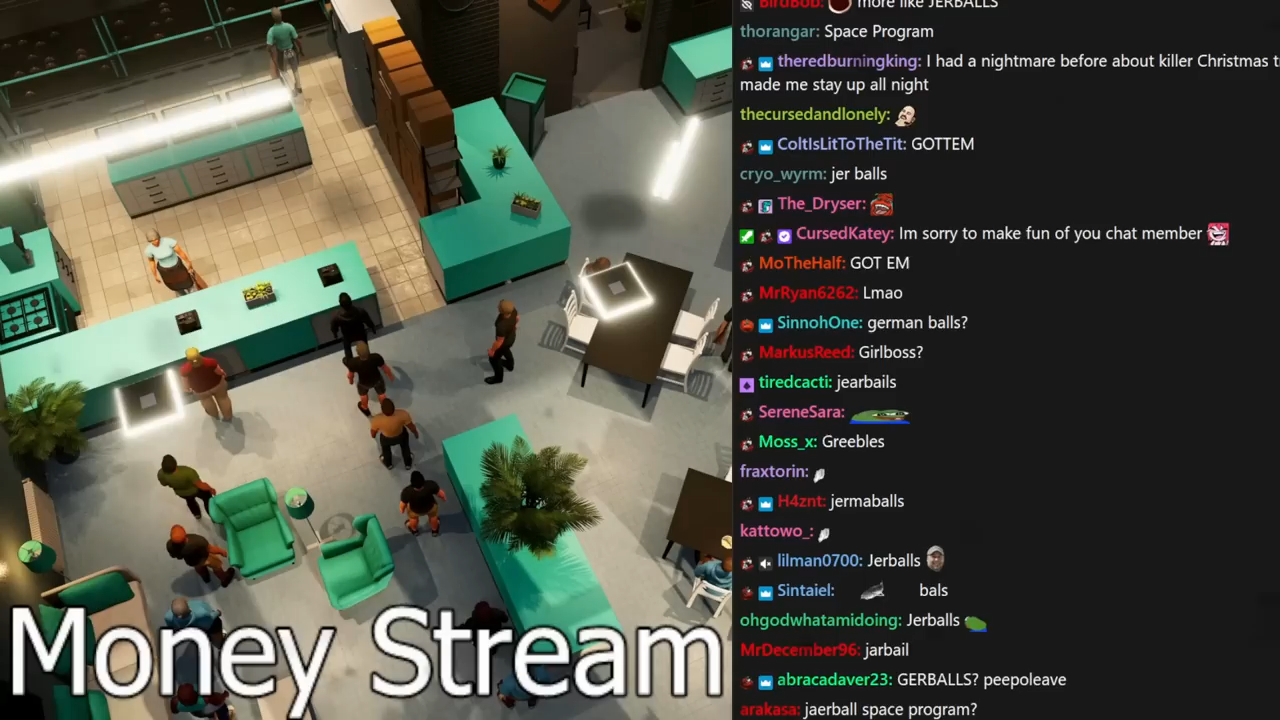 BirdBob: more like JERBALLS
thorangar: Space Program
theredburningking: I had a nightmare before about killer Christmas
made me stay up all night
thecursedandlonely:
ColtIsLitToTheTit: GOTTEM
cryo_wyrm: jer balls
The_Dryser:
CursedKatey: Im sorry to make fun of you chat member
MoTheHalf: GOT EM
MrRyan6262: Lmao
SinnohOne: german balls?
MarkusReed: Girlboss?
tiredcacti: jearbails
SereneSara:
Moss_x: Greebles
fraxtorin:
H4znt: jermaballs
kattowo_:
lilman0700: Jerballs
Sintaiel: bals
ohgodwhatamidoing: Jerballs
MrDecember96: jarbail
abracadaver23: GERBALLS? peepoleave
arakasa: jaerball space program?
Money Stream